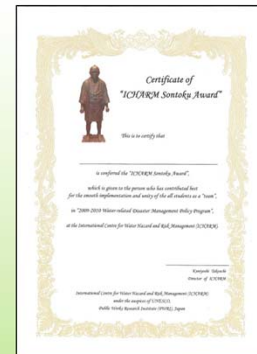 Certificate of
"ICHARM Sontoku Award"
This is to certify that
is conferred the "ICHARM Sontoku Award",
which is given to the person who has contributed best
for the smooth implementation and unity of the all students as a "team",
in "2009-2010 Water-related Disaster Management Policy Program",
at the International Centre for Water Hazard and Risk Management (ICHARM)
Kuniyoshi Takeuchi
Director of ICHARM
International Centre for Water Hazard and Risk Management (ICHARM)
under the auspices of UNESCO,
Public Works Research Institute (PWRI), Japan